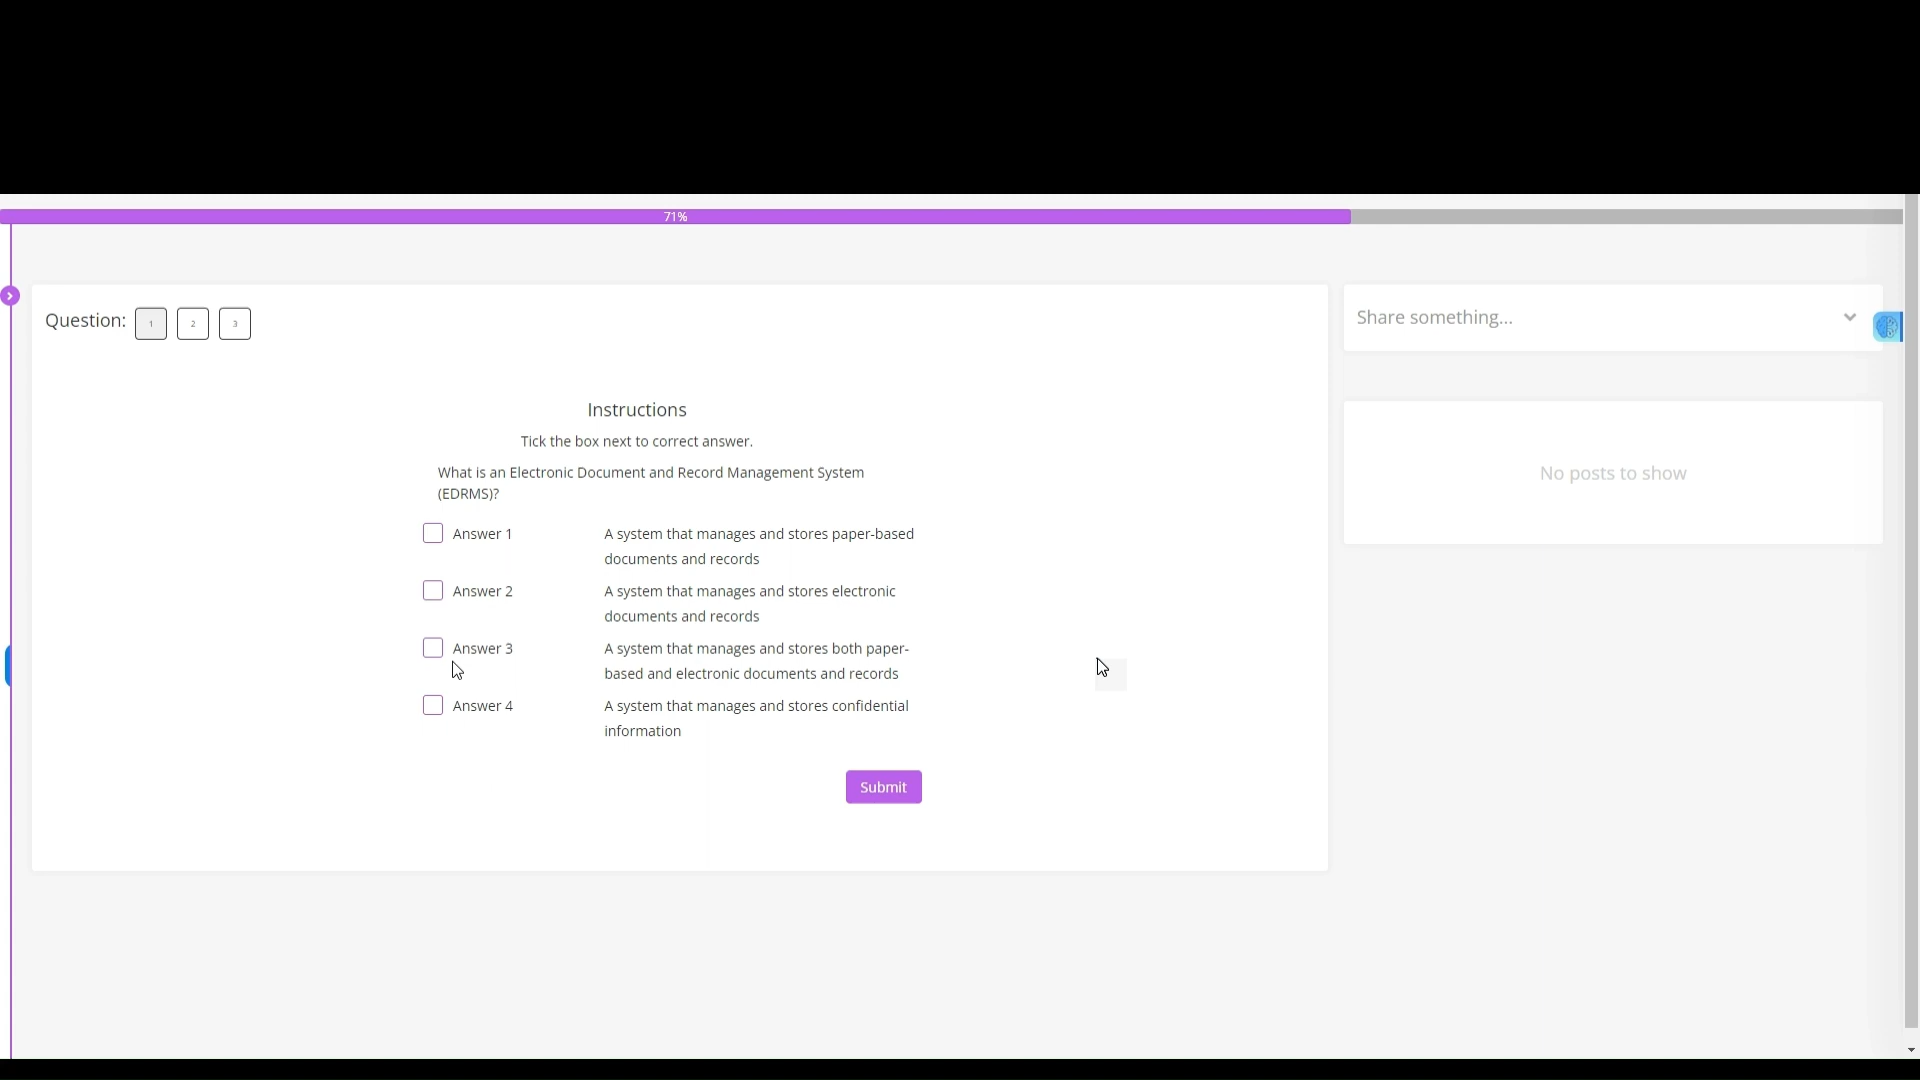 71%
Question: 1 2 3
Share something...
No posts to show
Instructions
Tick the box next to correct answer.
What is an Electronic Document and Record Management System
(EDRMS)?
Answer 1 A system that manages and stores paper-based
documents and records
Answer 2 A system that manages and stores electronic
documents and records
Answer 3 A system that manages and stores both paper-
based and electronic documents and records
Answer 4 A system that manages and stores confidential
information
Submit